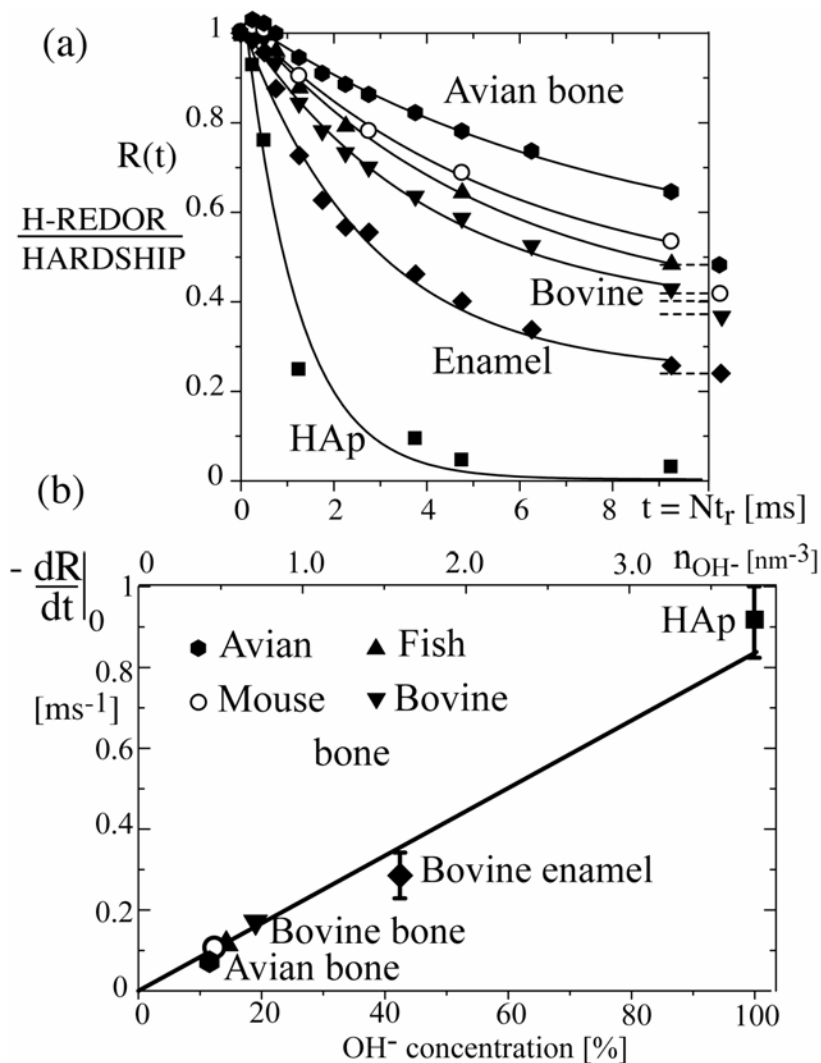 (a)
1
0.8
0.6
0.4
0.2
0
R(t)
H-REDOR
HARDSHIP
Avian bone
Bovine
Enamel
HAp
0 2 4 6 8 t = Ntr [ms]
(b)
0 1.0 2.0 3.0 nOH- [nm-3]
- dR
dt |0
[ms-1]
1
0.8
0.6
0.4
0.2
0
HAp
Avian Fish
Mouse Bovine
bone
Bovine enamel
Bovine bone
Avian bone
0 20 40 60 80 100
OH- concentration [%]